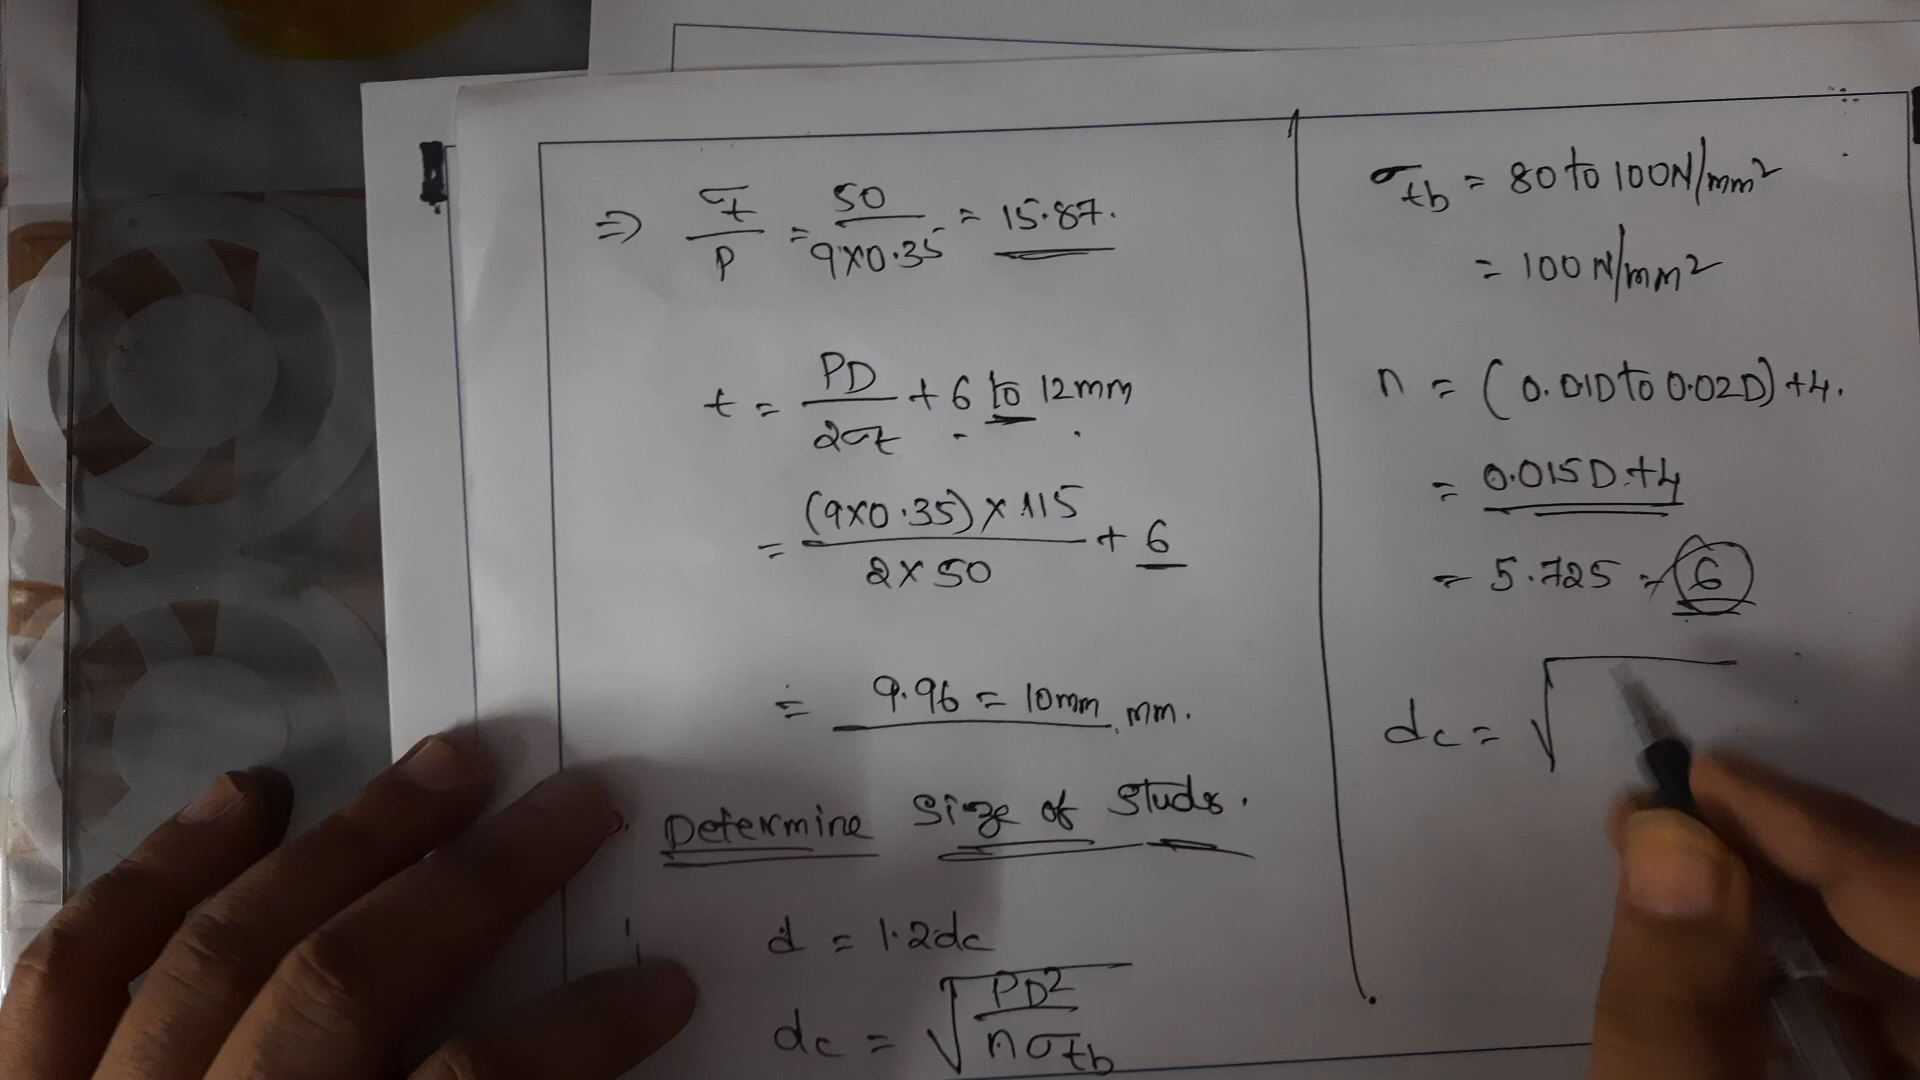 ⇒ σt/P = 50/9×0.35 = 15.87.
t = PD/2σt + 6 to 12mm
= (9×0.35)×115/2×50 + 6
= 9.96 = 10mm mm.
Determine Size of Studs.
d = 1.2dc
dc = √PD²/nσtb
σtb = 80 to 100N/mm²
= 100 N/mm²
n = (0.01D to 0.02D)+4.
= 0.015D+4
= 5.725 = 6
dc = √